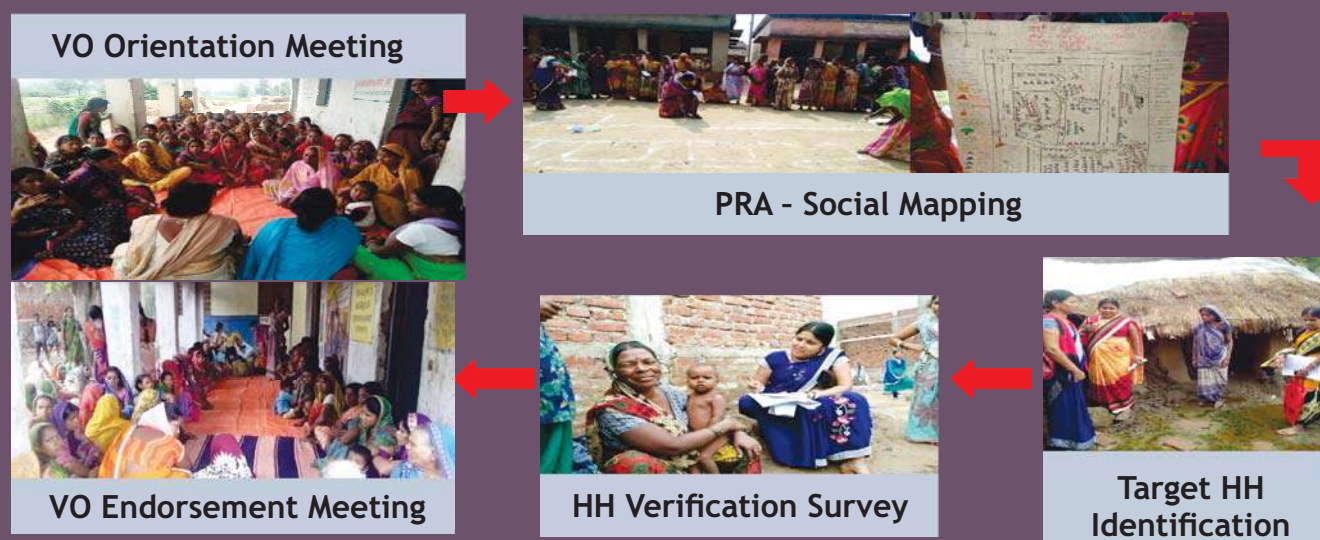 VO Orientation Meeting
PRA - Social Mapping
Target HH
Identification
HH Verification Survey
VO Endorsement Meeting